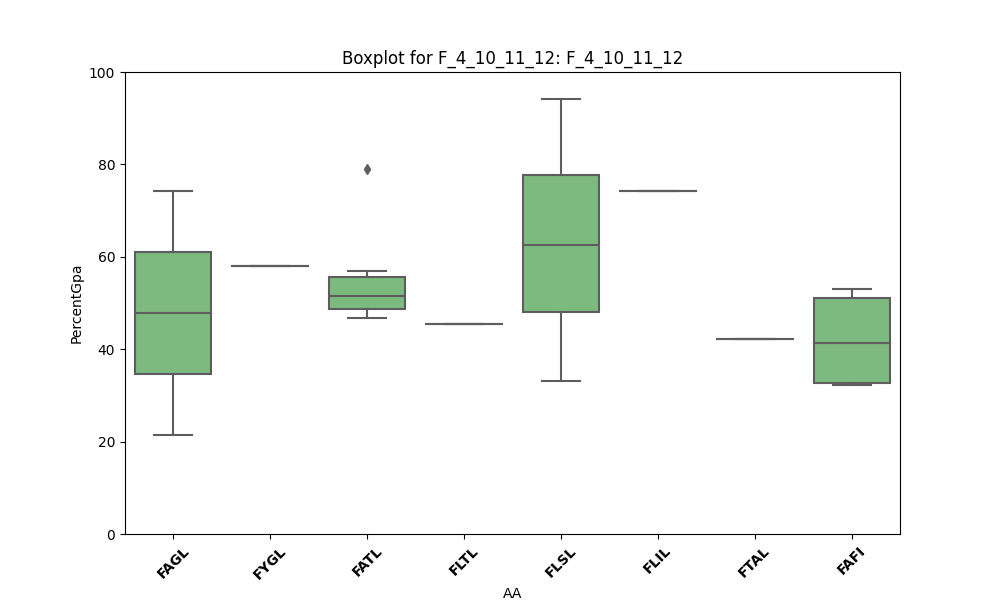 Boxplot for F_4_10_11_12: F_4_10_11_12
100
80
60
40
20
0
PercentGpa
FAGL
FYGL
FATL
FLTL
FLSL
FLIL
FTAL
FAFI
AA